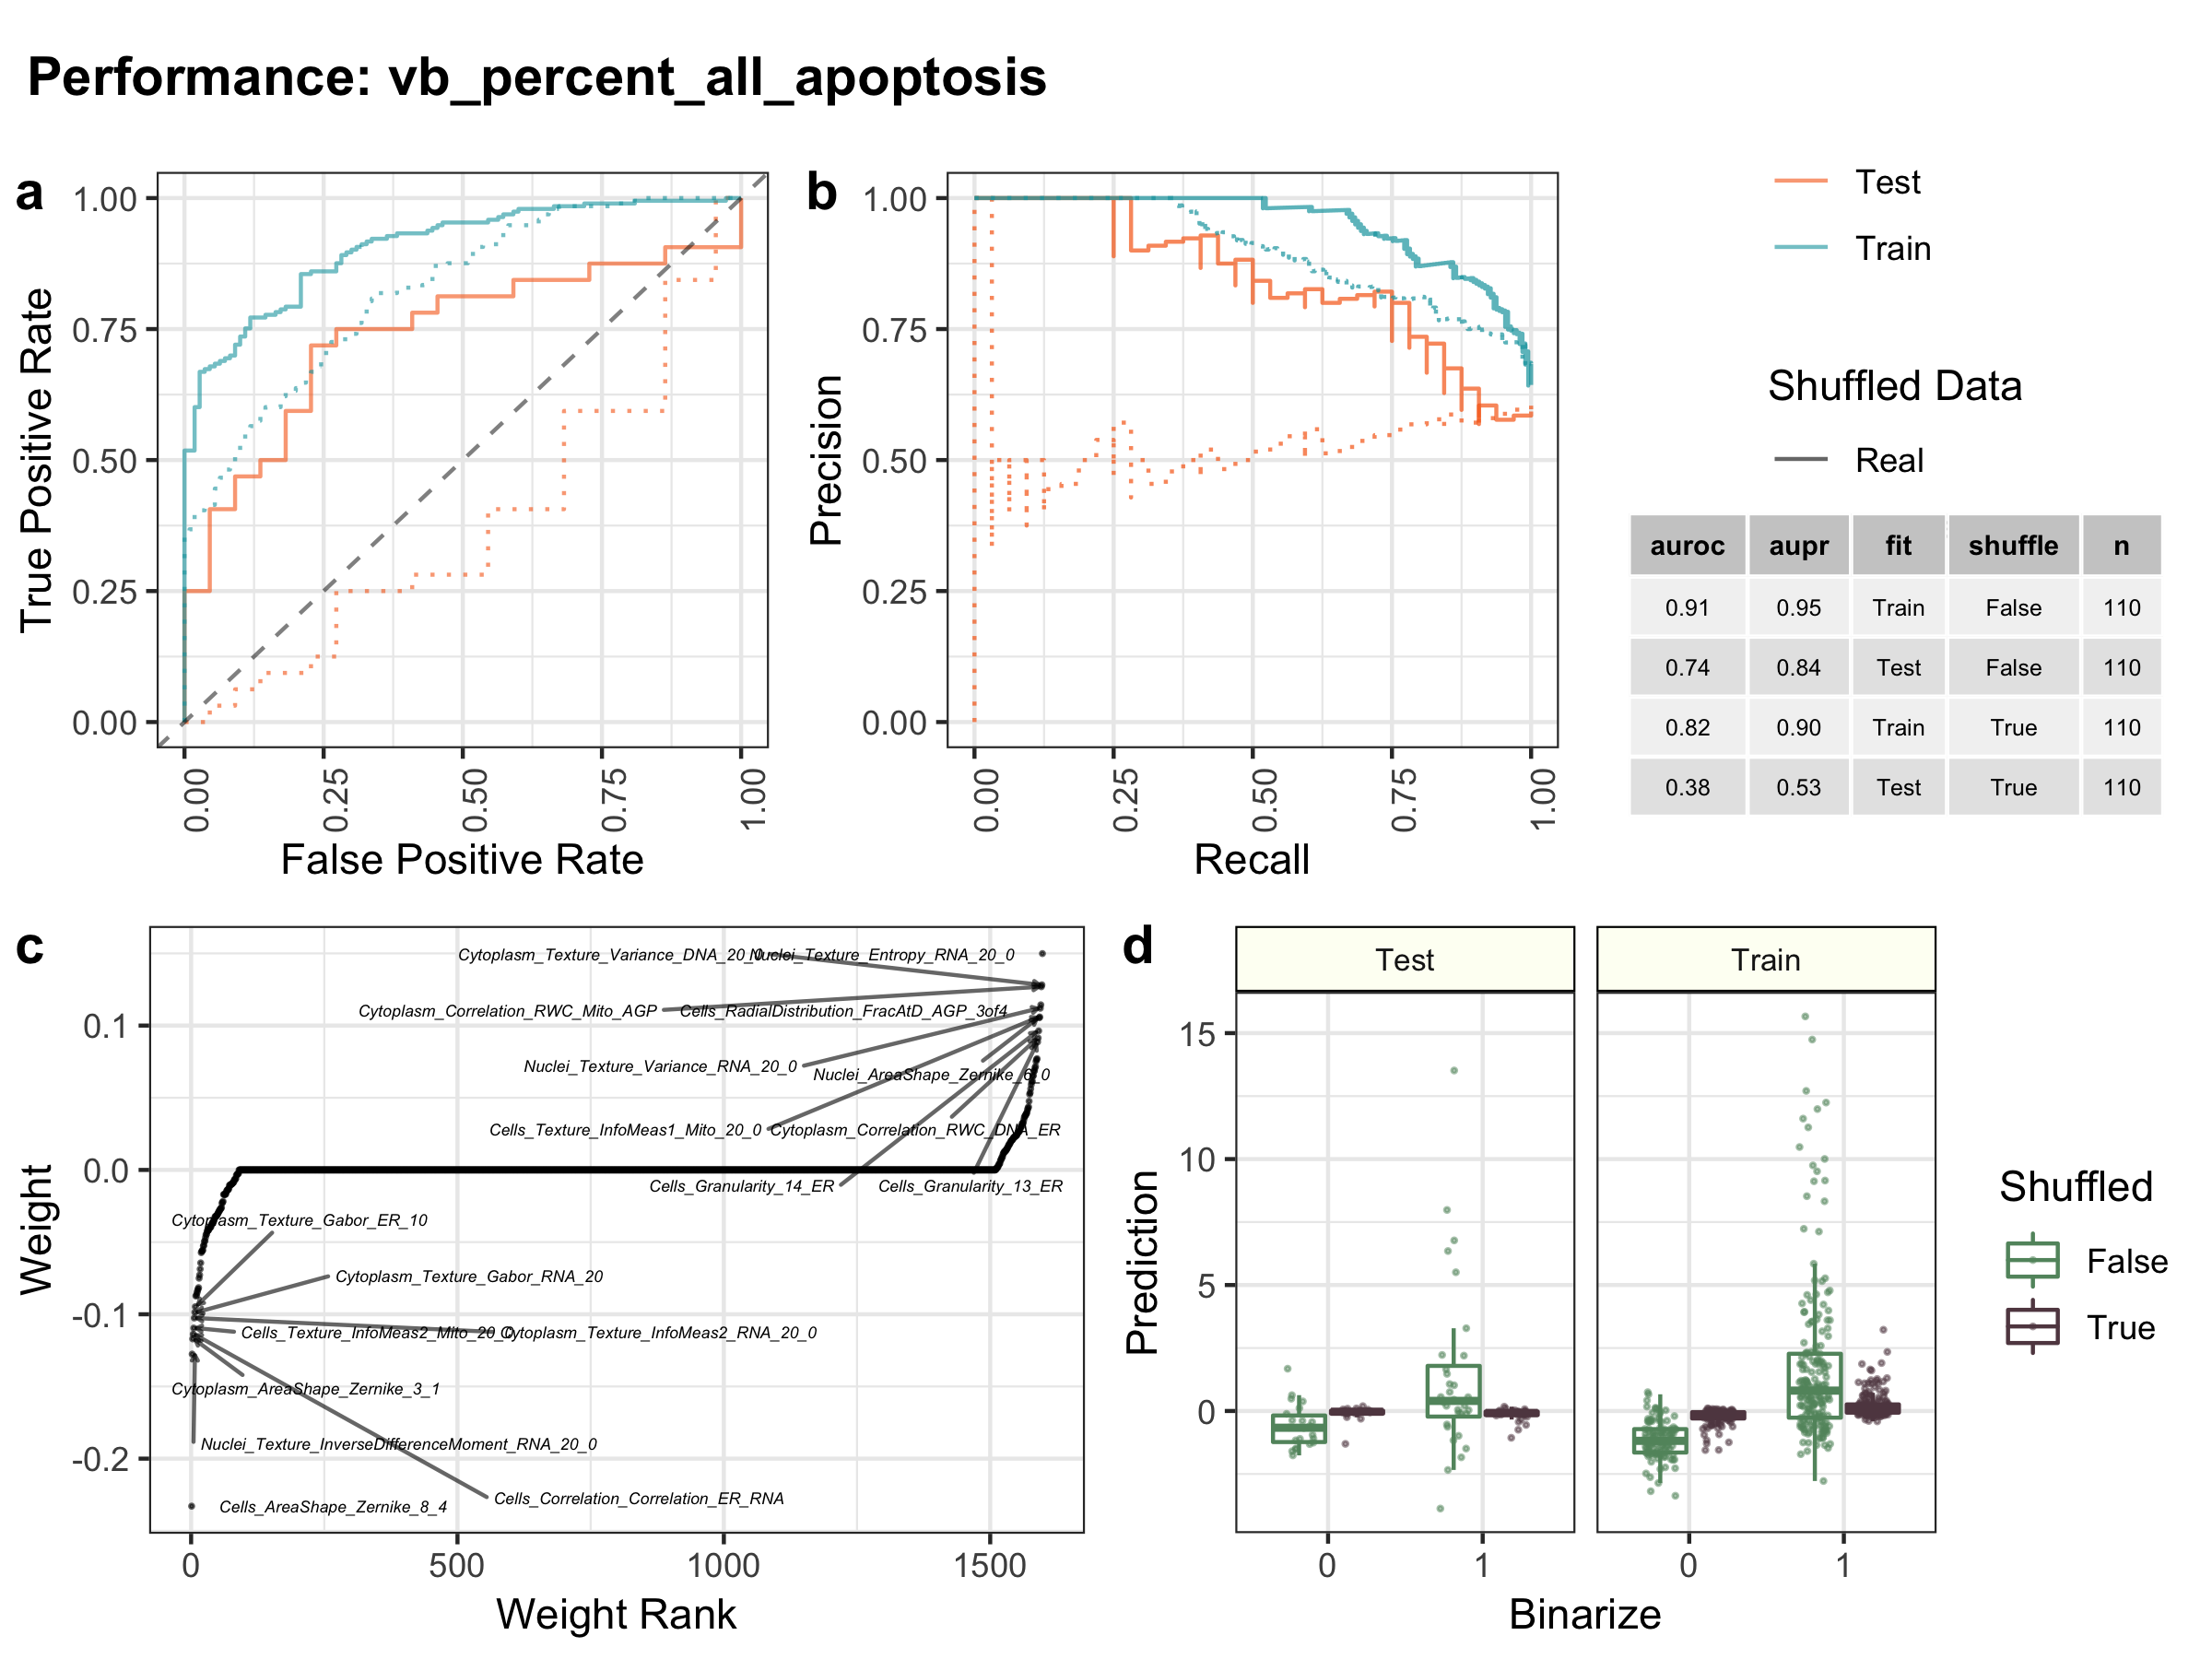 Performance: vb_percent_all_apoptosis
a
1.00
0.75
0.50
0.25
0.00
True Positive Rate
0.00
0.25
0.50
0.75
1.00
False Positive Rate
b
1.00
0.75
0.50
0.25
0.00
Precision
0.00
0.25
0.50
0.75
1.00
Recall
Test
Train
Shuffled Data
Real
auroc aupr fit shuffle n
0.91 0.95 Train False 110
0.74 0.84 Test False 110
0.82 0.90 Train True 110
0.38 0.53 Test True 110
c
0.1
0.0
-0.1
-0.2
Weight
Cytoplasm_Texture_Variance_DNA_20_0
Nuclei_Texture_Entropy_RNA_20_0
Cytoplasm_Correlation_RWC_Mito_AGP
Cells_RadialDistribution_FracAtD_AGP_3of4
Nuclei_Texture_Variance_RNA_20_0
Nuclei_AreaShape_Zernike_6_0
Cells_Texture_InfoMeas1_Mito_20_0
Cytoplasm_Correlation_RWC_DNA_ER
Cells_Granularity_14_ER
Cells_Granularity_13_ER
Cytoplasm_Texture_Gabor_ER_10
Cytoplasm_Texture_Gabor_RNA_20
Cells_Texture_InfoMeas2_Mito_20_0
Cytoplasm_Texture_InfoMeas2_RNA_20_0
Cytoplasm_AreaShape_Zernike_3_1
Nuclei_Texture_InverseDifferenceMoment_RNA_20_0
Cells_Correlation_Correlation_ER_RNA
Cells_AreaShape_Zernike_8_4
0
500
1000
1500
Weight Rank
d
Test
Train
15
10
5
0
Prediction
0
1
0
1
Binarize
Shuffled
False
True